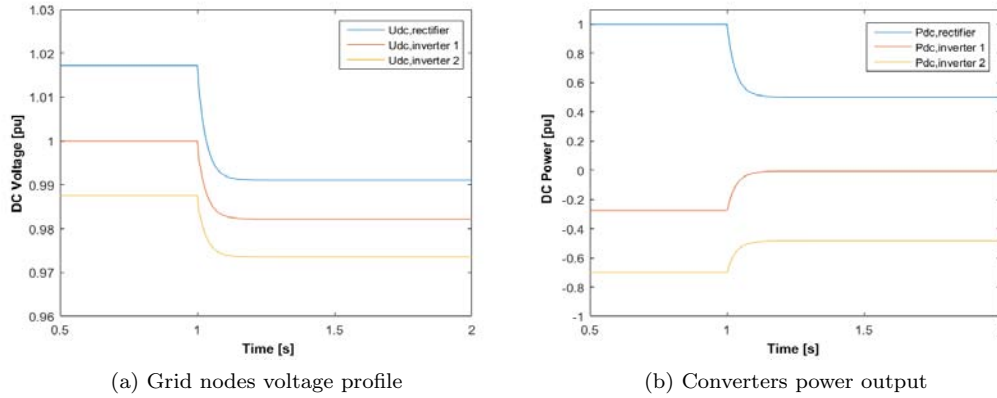 1.03
1.02
1.01
1
0.99
0.98
0.97
0.96
DC Voltage [pu]
Udc,rectifier
Udc,inverter 1
Udc,inverter 2
0.5 1 1.5 2
Time [s]
(a) Grid nodes voltage profile
1
0.8
0.6
0.4
0.2
0
-0.2
-0.4
-0.6
-0.8
-1
DC Power [pu]
Pdc,rectifier
Pdc,inverter 1
Pdc,inverter 2
0.5 1 1.5
Time [s]
(b) Converters power output